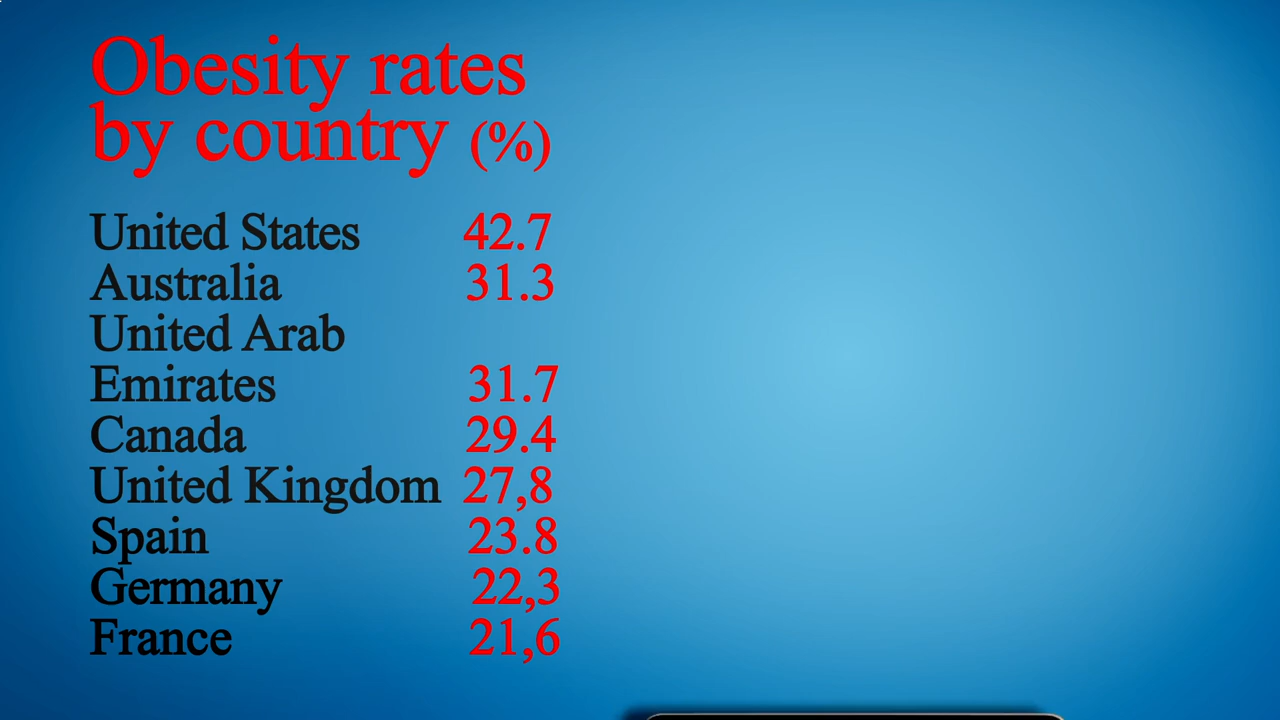 Obesity rates
by country (%)
United States 42.7
Australia 31.3
United Arab
Emirates 31.7
Canada 29.4
United Kingdom 27,8
Spain 23.8
Germany 22,3
France 21,6